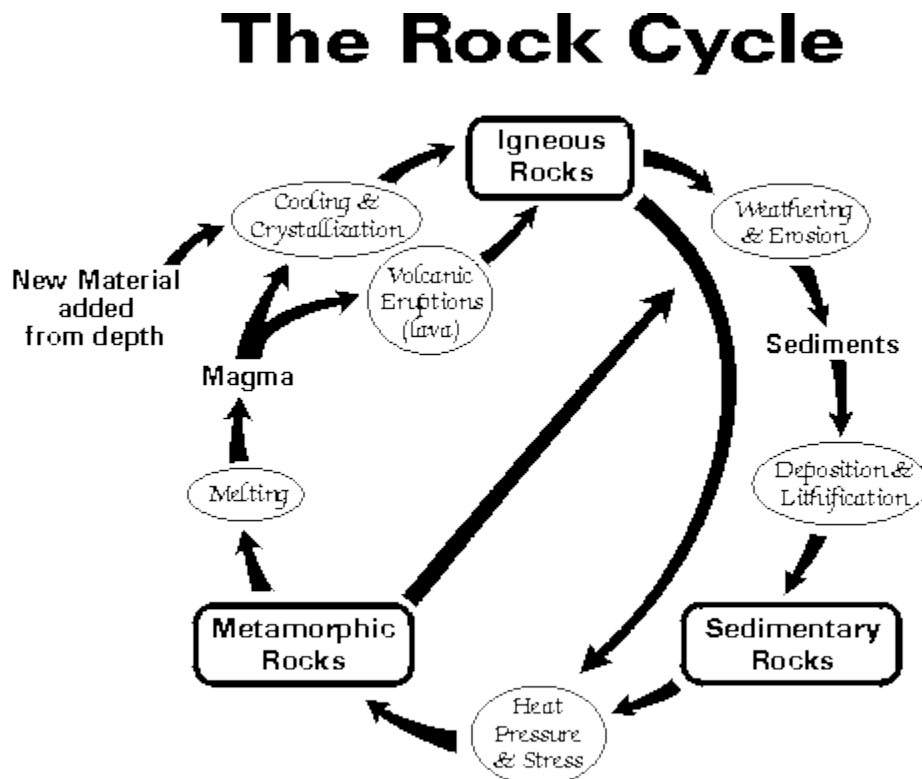 The Rock Cycle
Igneous
Rocks
Cooling &
Crystallization
Weathering
& Erosion
New Material
added
from depth
Volcanic
Eruptions
(lava)
Sediments
Magma
Melting
Deposition &
Lithification
Metamorphic
Rocks
Sedimentary
Rocks
Heat
Pressure
& Stress